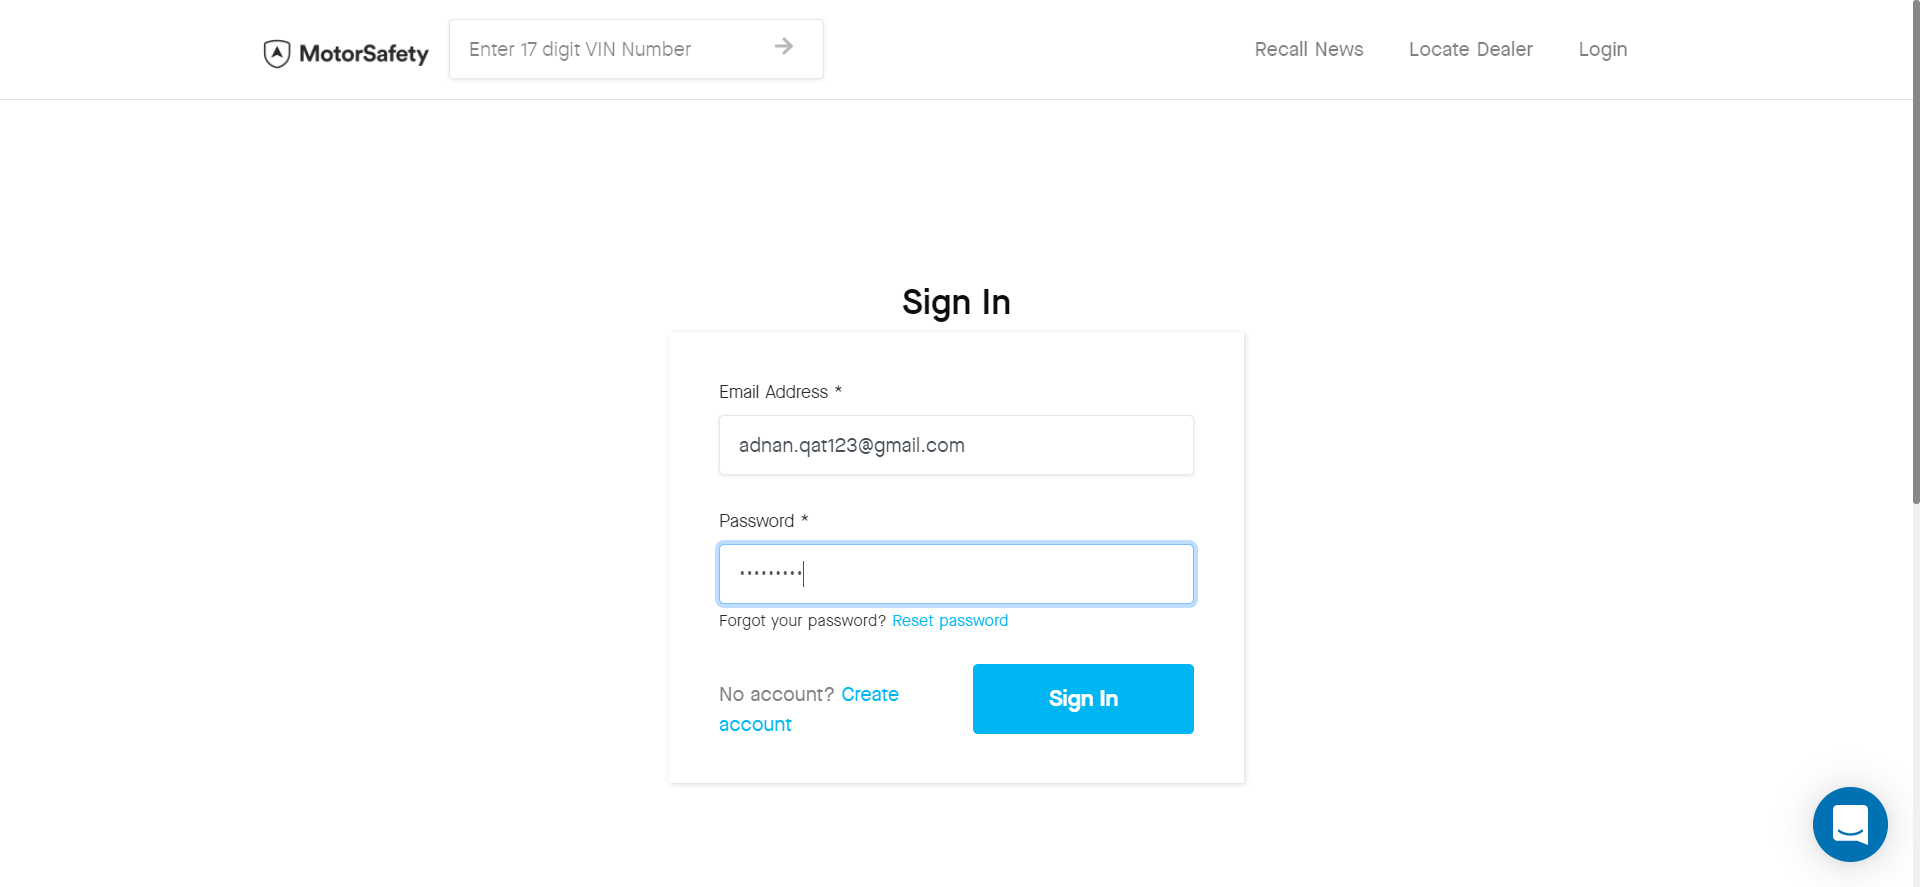 MotorSafety
Enter 17 digit VIN Number
Recall News
Locate Dealer
Login
Sign In
Email Address *
adnan.qat123@gmail.com
Password *
•••••••••
Forgot your password? Reset password
No account? Create
account
Sign In